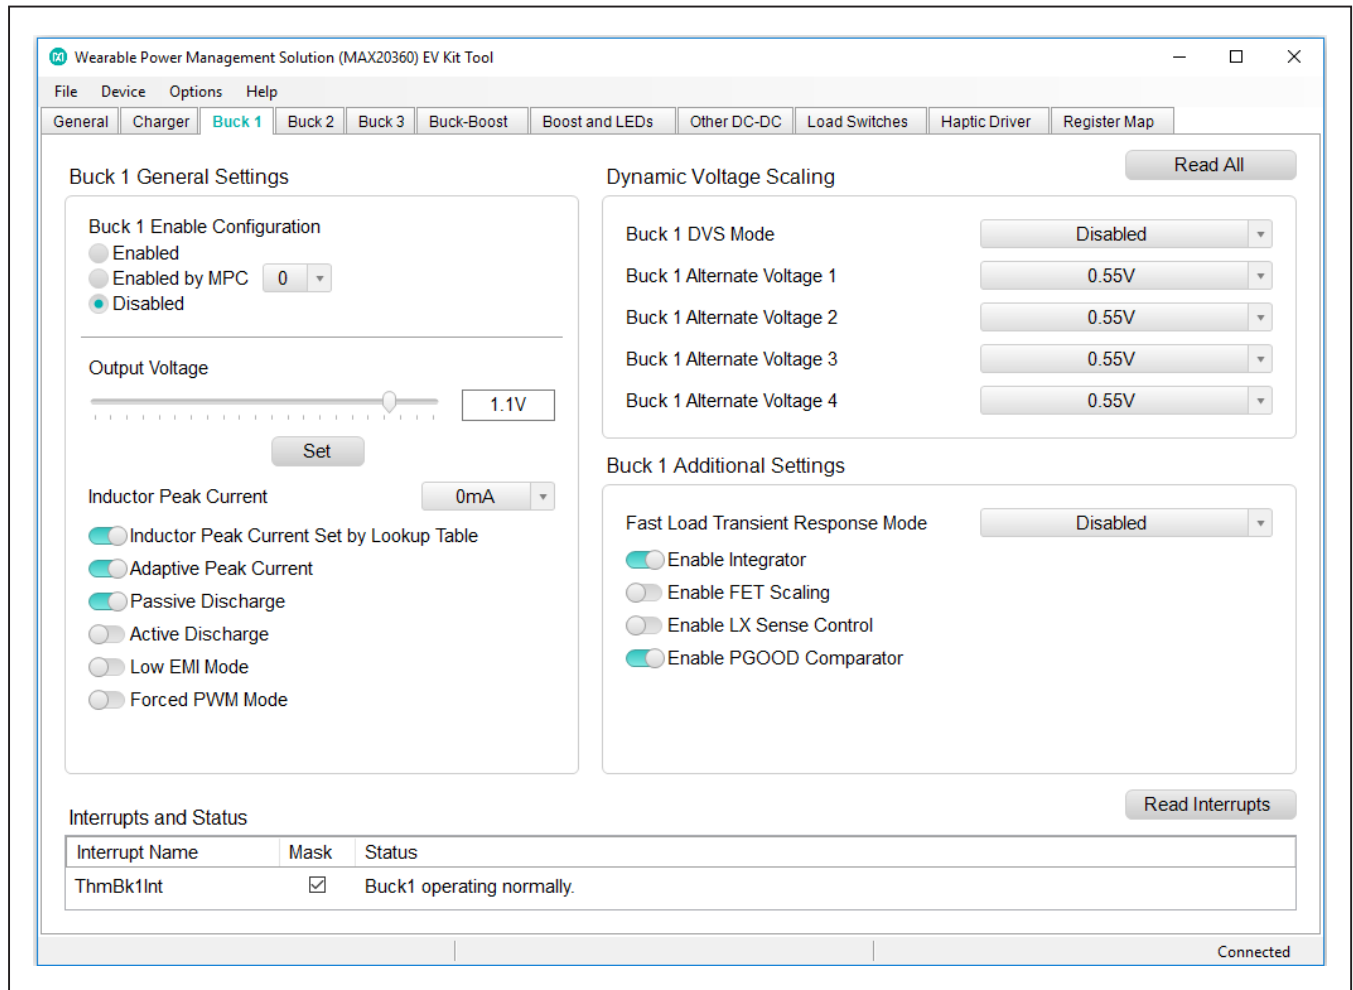 Wearable Power Management Solution (MAX20360) EV Kit Tool
File Device Options Help
General Charger Buck 1 Buck 2 Buck 3 Buck-Boost Boost and LEDs Other DC-DC Load Switches Haptic Driver Register Map
Read All
Buck 1 General Settings
Buck 1 Enable Configuration
Enabled
Enabled by MPC 0
Disabled
Output Voltage
1.1V
Set
Inductor Peak Current 0mA
Inductor Peak Current Set by Lookup Table
Adaptive Peak Current
Passive Discharge
Active Discharge
Low EMI Mode
Forced PWM Mode
Dynamic Voltage Scaling
Buck 1 DVS Mode Disabled
Buck 1 Alternate Voltage 1 0.55V
Buck 1 Alternate Voltage 2 0.55V
Buck 1 Alternate Voltage 3 0.55V
Buck 1 Alternate Voltage 4 0.55V
Buck 1 Additional Settings
Fast Load Transient Response Mode Disabled
Enable Integrator
Enable FET Scaling
Enable LX Sense Control
Enable PGOOD Comparator
Read Interrupts
Interrupts and Status
Interrupt Name Mask Status
ThmBk1Int Buck1 operating normally.
Connected